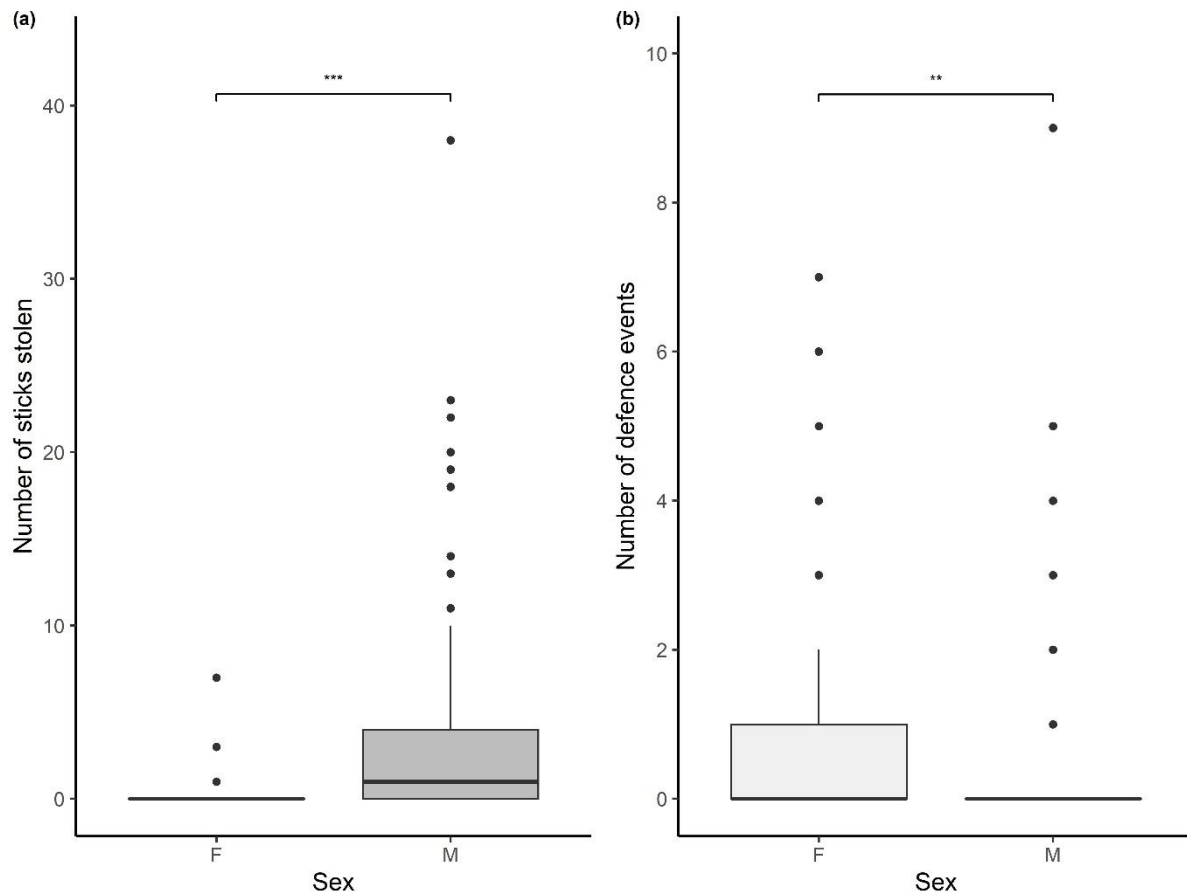 (a)
***
40
30
20
10
0
Number of sticks stolen
F
M
Sex
(b)
**
10
8
6
4
2
0
Number of defence events
F
M
Sex